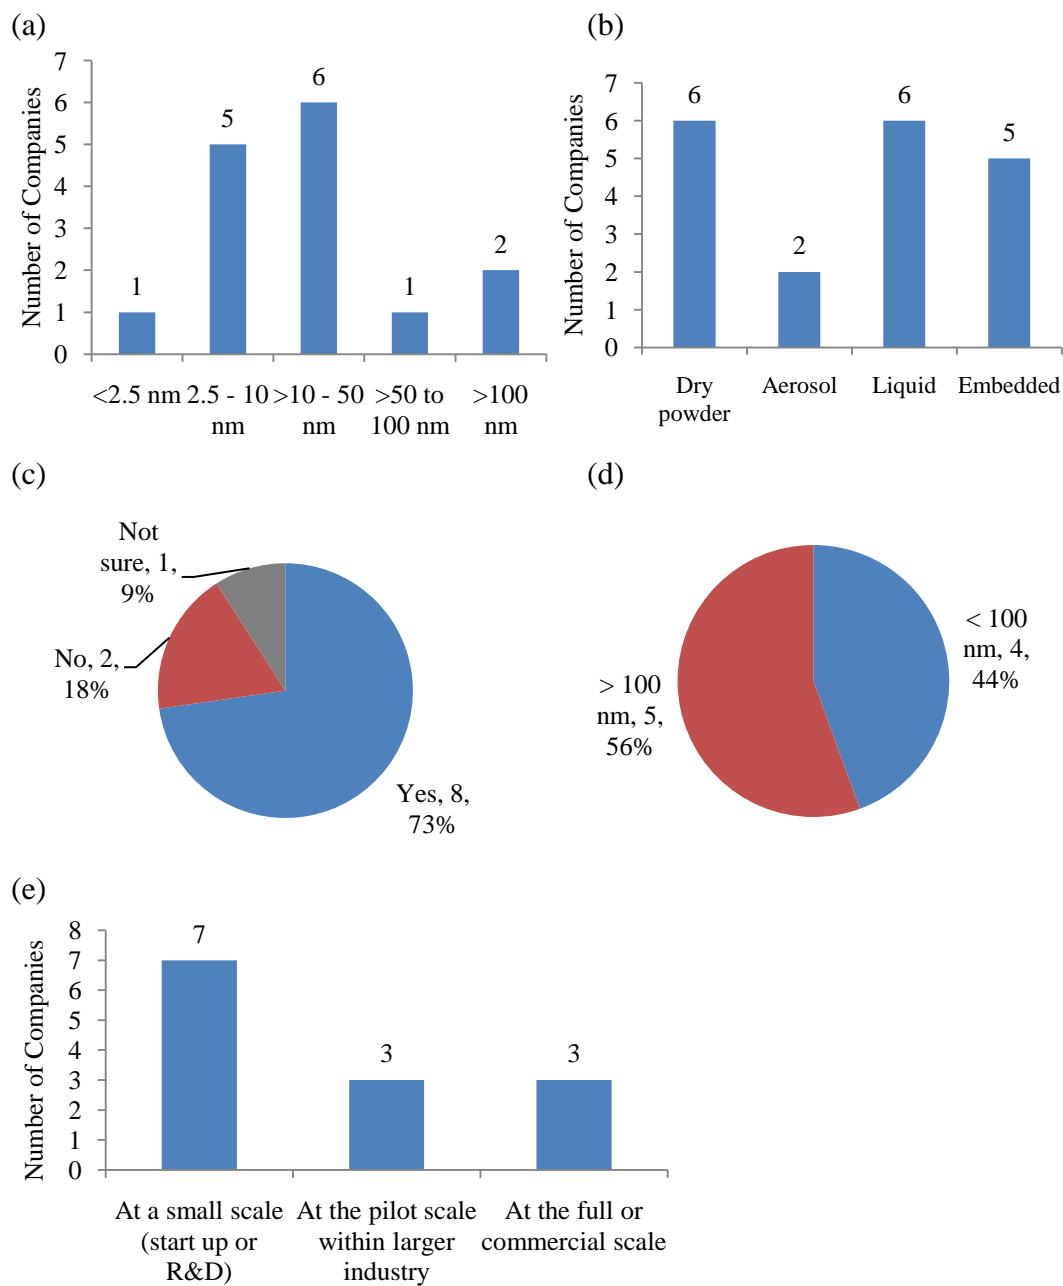 (a)
Number of Companies
7
6
5
4
3
2
1
0
1
5
6
1
2
<2.5 nm 2.5 - 10 >10 - 50 >50 to >100
nm nm 100 nm nm
(b)
Number of Companies
7
6
5
4
3
2
1
0
6
2
6
5
Dry Aerosol Liquid Embedded
powder
(c)
Not
sure, 1,
9%
No, 2,
18%
Yes, 8,
73%
(d)
< 100
nm, 4,
44%
> 100
nm, 5,
56%
(e)
Number of Companies
8
7
6
5
4
3
2
1
0
7
3
3
At a small scale At the pilot scale At the full or
(start up or within larger commercial scale
R&D) industry